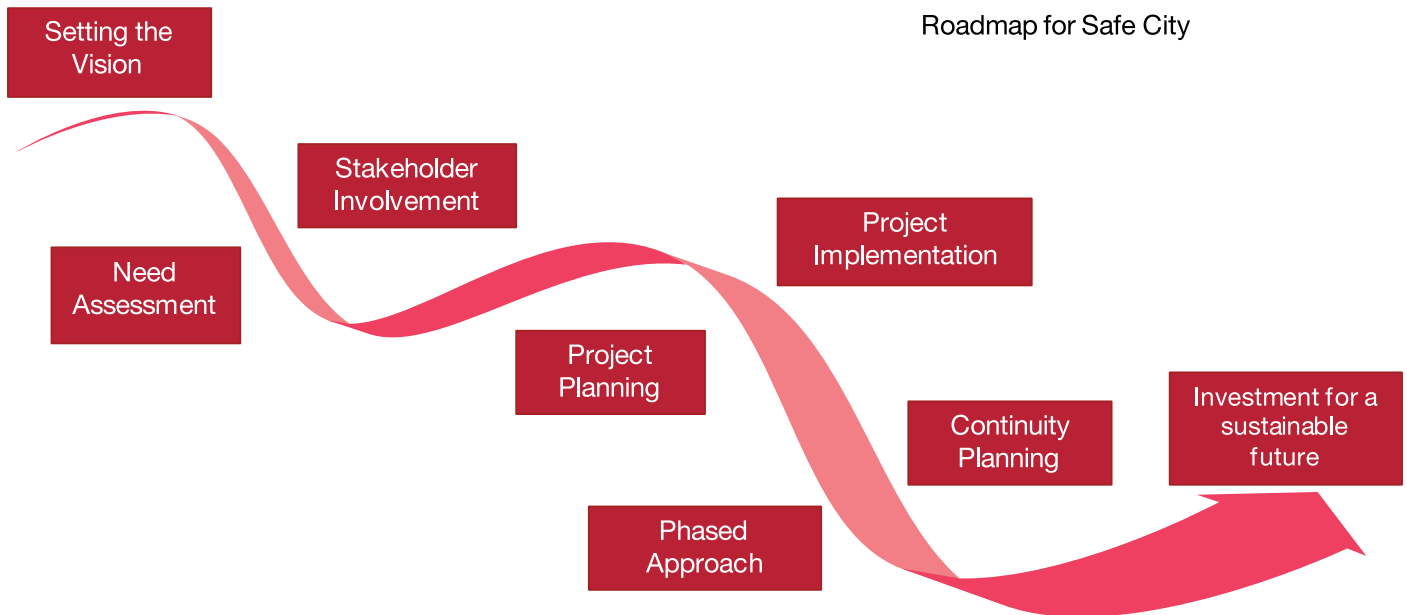 Roadmap for Safe City
Setting the
Vision
Need
Assessment
Stakeholder
Involvement
Project
Planning
Project
Implementation
Phased
Approach
Continuity
Planning
Investment for a
sustainable
future